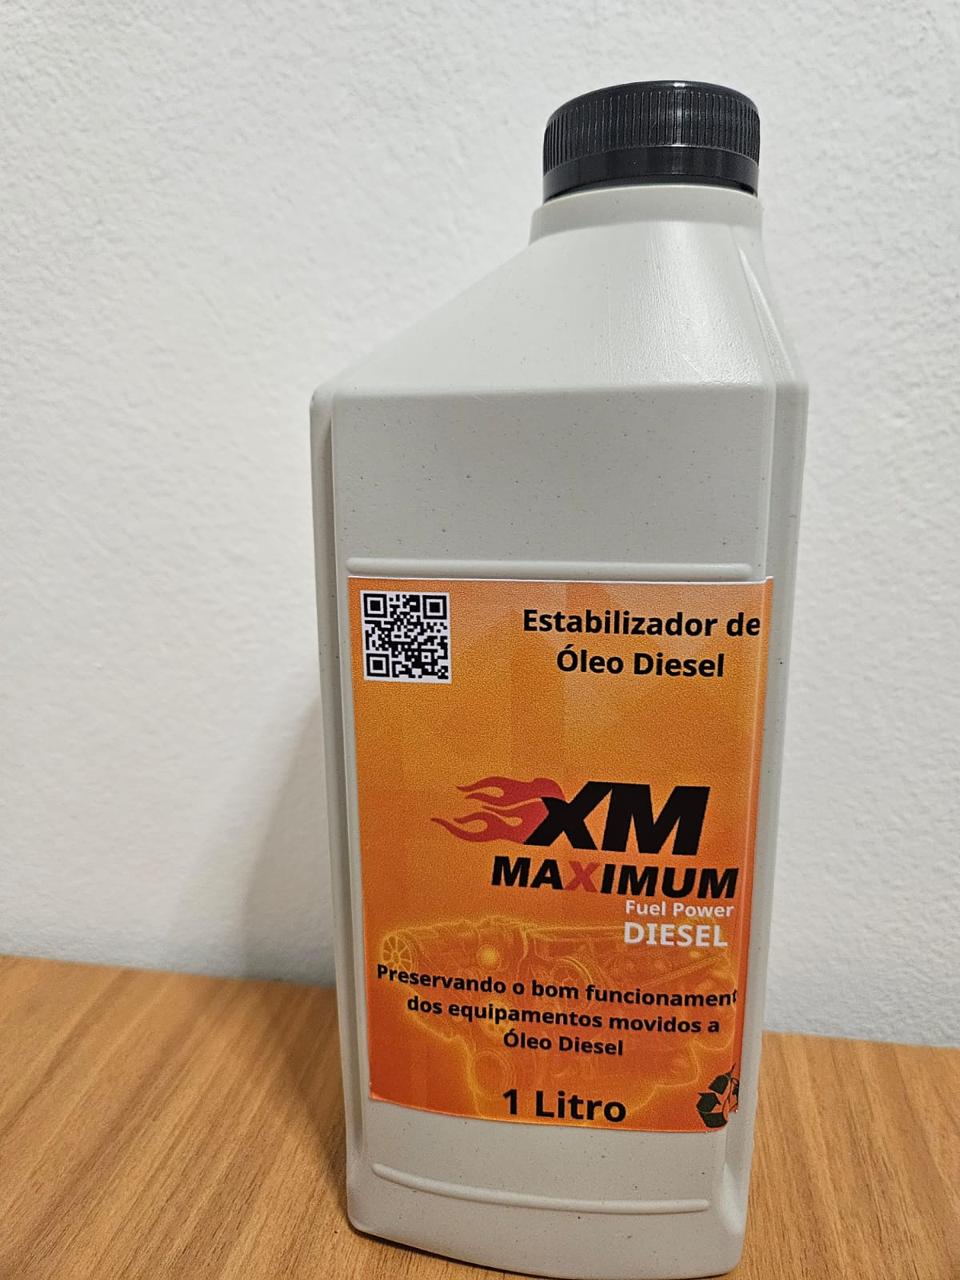 Estabilizador de
Óleo Diesel
XM
MAXIMUM
Fuel Power
DIESEL
Preservando o bom funcionament
dos equipamentos movidos a
Óleo Diesel
1 Litro